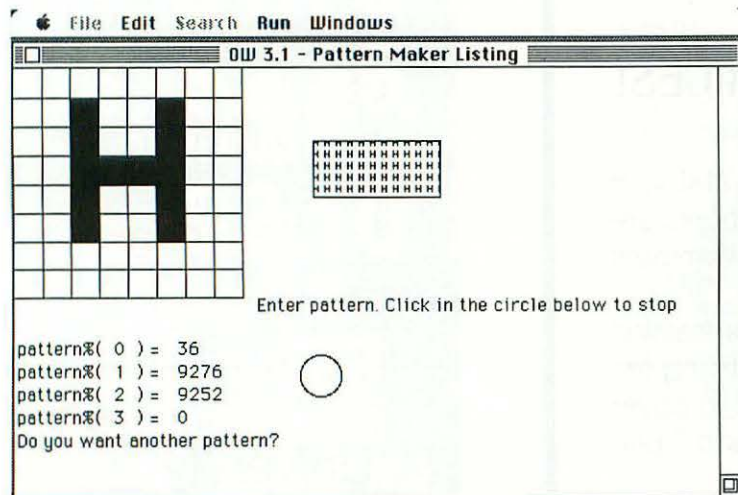 File Edit Search Run Windows
OW 3.1 - Pattern Maker Listing
H H H H H H H H H H H
H H H H H H H H H H H
H H H H H H H H H H H
H H H H H H H H H H H
Enter pattern. Click in the circle below to stop
pattern%( 0 ) = 36
pattern%( 1 ) = 9276
pattern%( 2 ) = 9252
pattern%( 3 ) = 0
Do you want another pattern?